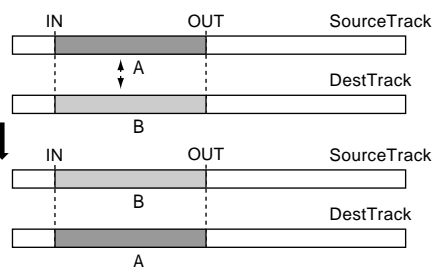 IN OUT SourceTrack
A
DestTrack
B
IN OUT SourceTrack
B
DestTrack
A